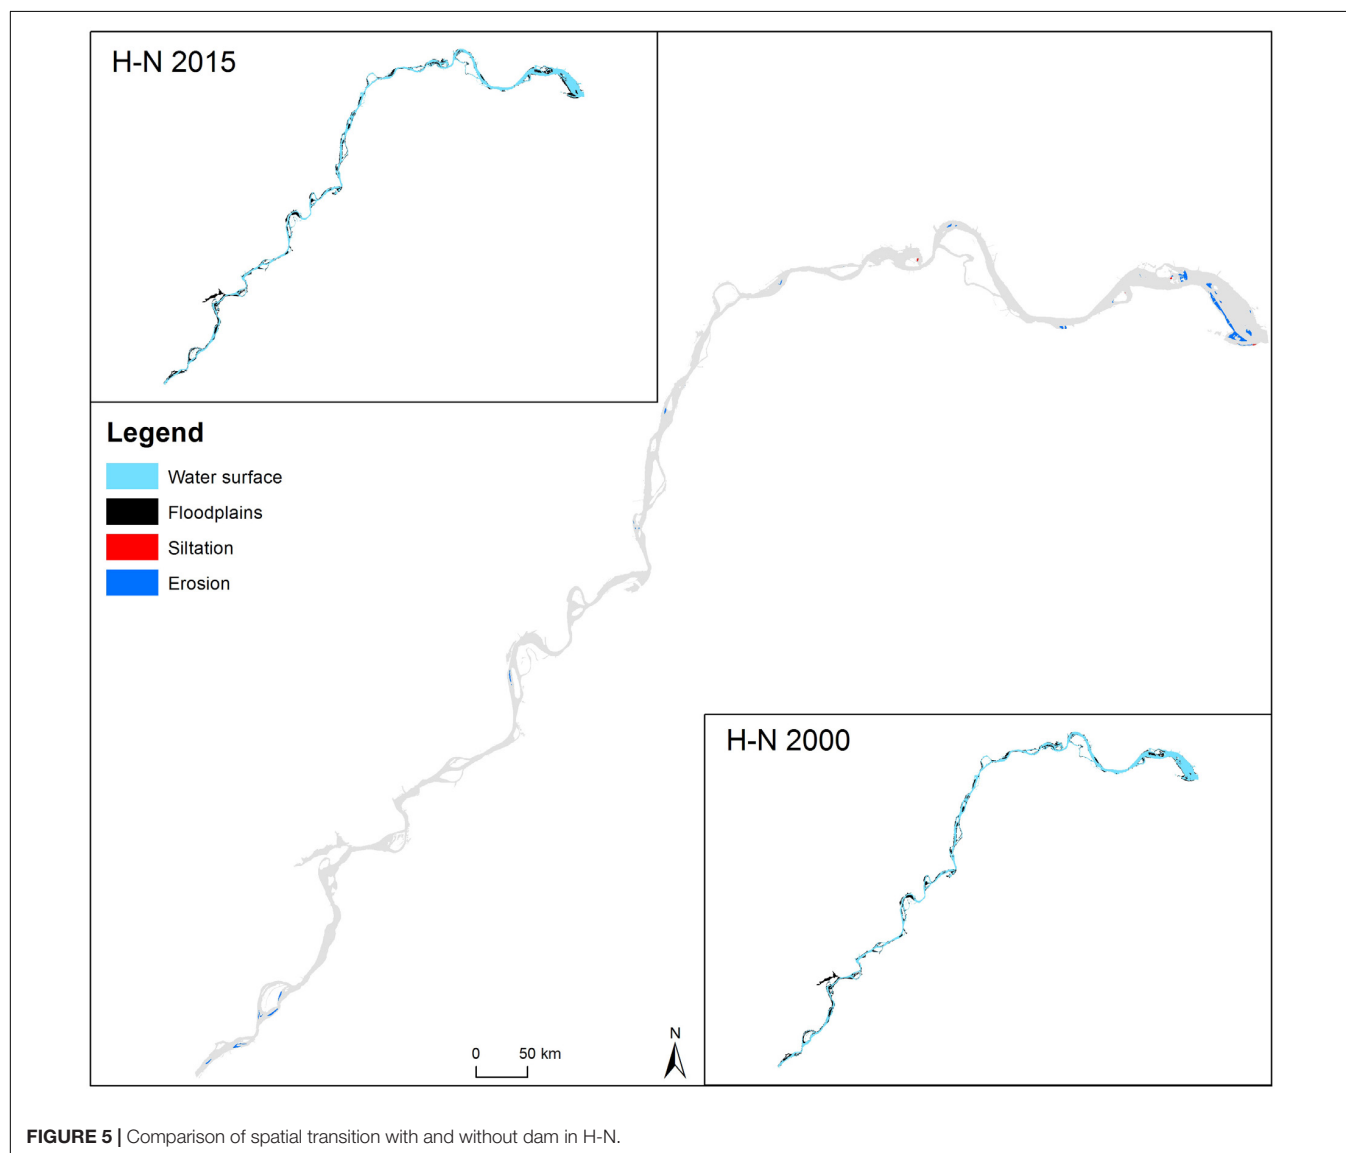 H-N 2015
Legend
Water surface
Floodplains
Siltation
Erosion
H-N 2000
N
0 50 km
FIGURE 5 | Comparison of spatial transition with and without dam in H-N.